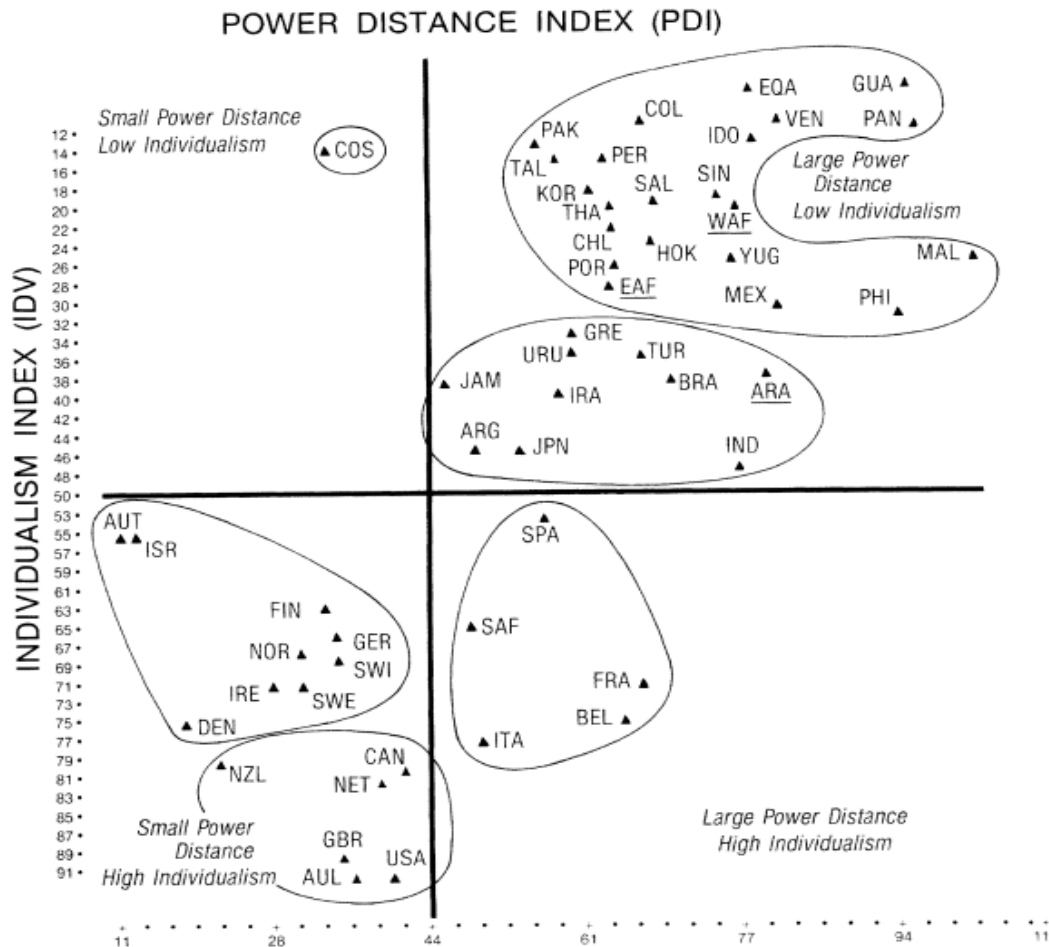 POWER DISTANCE INDEX (PDI)
Small Power Distance
Low Individualism
COS
EQA
GUA
COL
VEN
PAN
PAK
IDO
TAL
PER
Large Power
Distance
Low Individualism
KOR
SAL
SIN
THA
WAF
CHL
HOK
YUG
MAL
POR
EAF
MEX
PHI
GRE
URU
TUR
JAM
IRA
BRA
ARA
ARG
JPN
IND
INDIVIDUALISM INDEX (IDV)
12
14
16
18
20
22
24
26
28
30
32
34
36
38
40
42
44
46
48
50
53
55
57
59
61
63
65
67
69
71
73
75
77
79
81
83
85
87
89
91
AUT
ISR
SPA
FIN
GER
SAF
NOR
SWI
IRE
SWE
FRA
DEN
BEL
ITA
CAN
NZL
NET
Small Power
Distance
High Individualism
GBR
USA
AUL
Large Power Distance
High Individualism
11 28 44 61 77 94 11